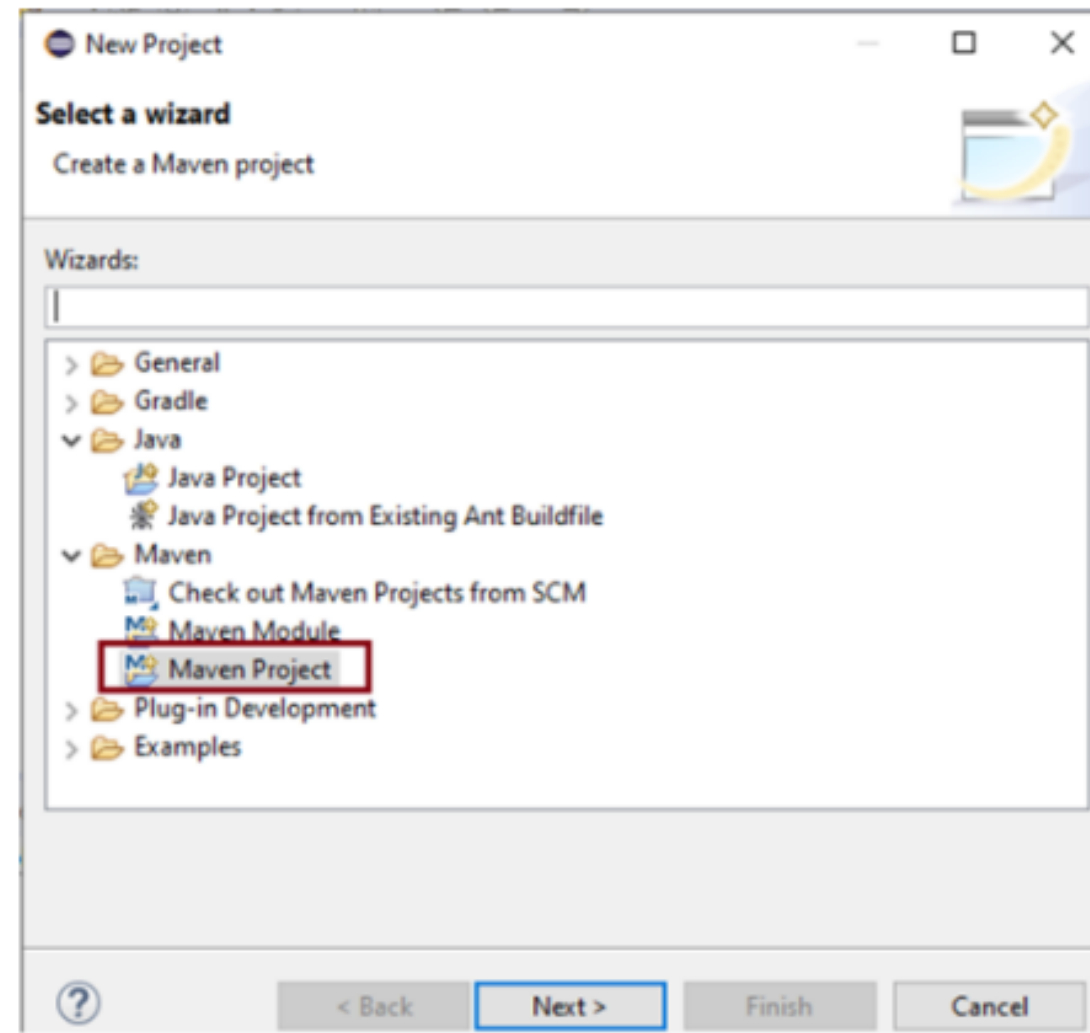 New Project
Select a wizard
Create a Maven project
Wizards:
General
Gradle
Java
Java Project
Java Project from Existing Ant Buildfile
Maven
Check out Maven Projects from SCM
Maven Module
Maven Project
Plug-in Development
Examples
? < Back Next > Finish Cancel